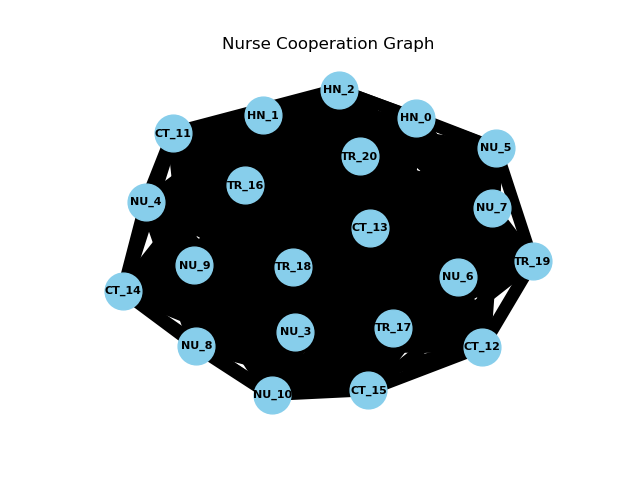 Nurse Cooperation Graph
HN_2
HN_1
HN_0
CT_11
NU_5
TR_20
TR_16
NU_4
NU_7
CT_13
NU_9
TR_18
TR_19
NU_6
CT_14
NU_3
TR_17
NU_8
CT_12
NU_10
CT_15